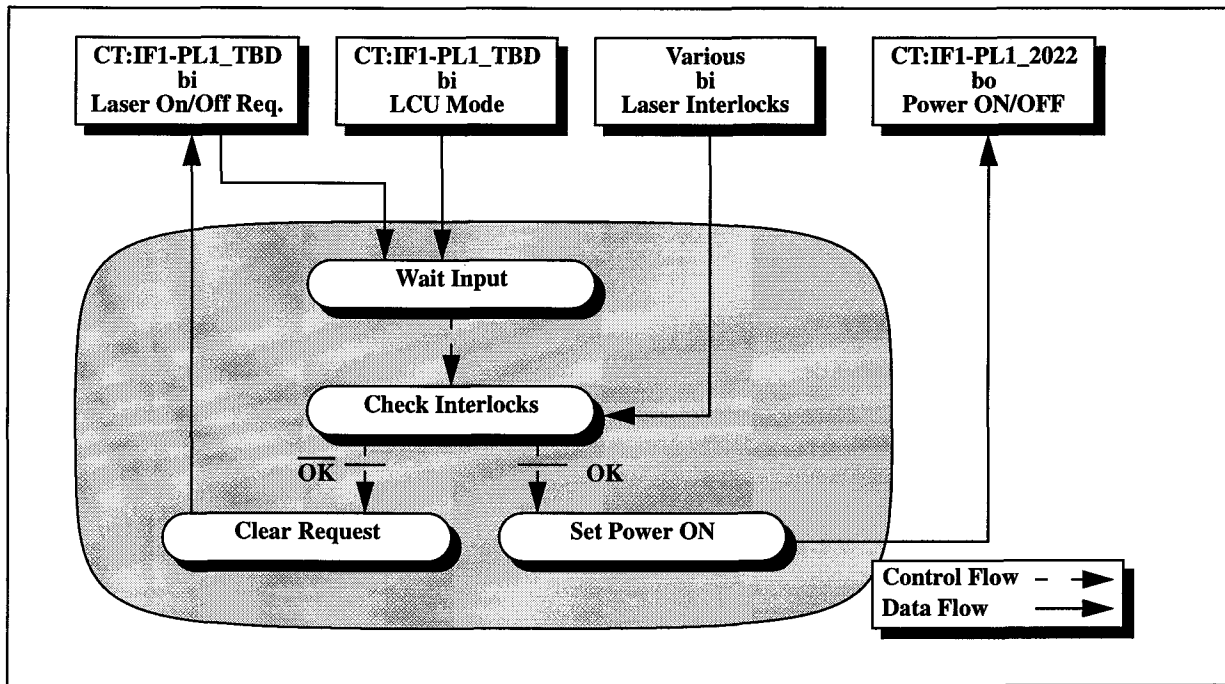 CT:IF1-PL1_TBD
bi
Laser On/Off Req.
CT:IF1-PL1_TBD
bi
LCU Mode
Various
bi
Laser Interlocks
CT:IF1-PL1_2022
bo
Power ON/OFF
Wait Input
Check Interlocks
OK
OK
Clear Request
Set Power ON
Control Flow
Data Flow